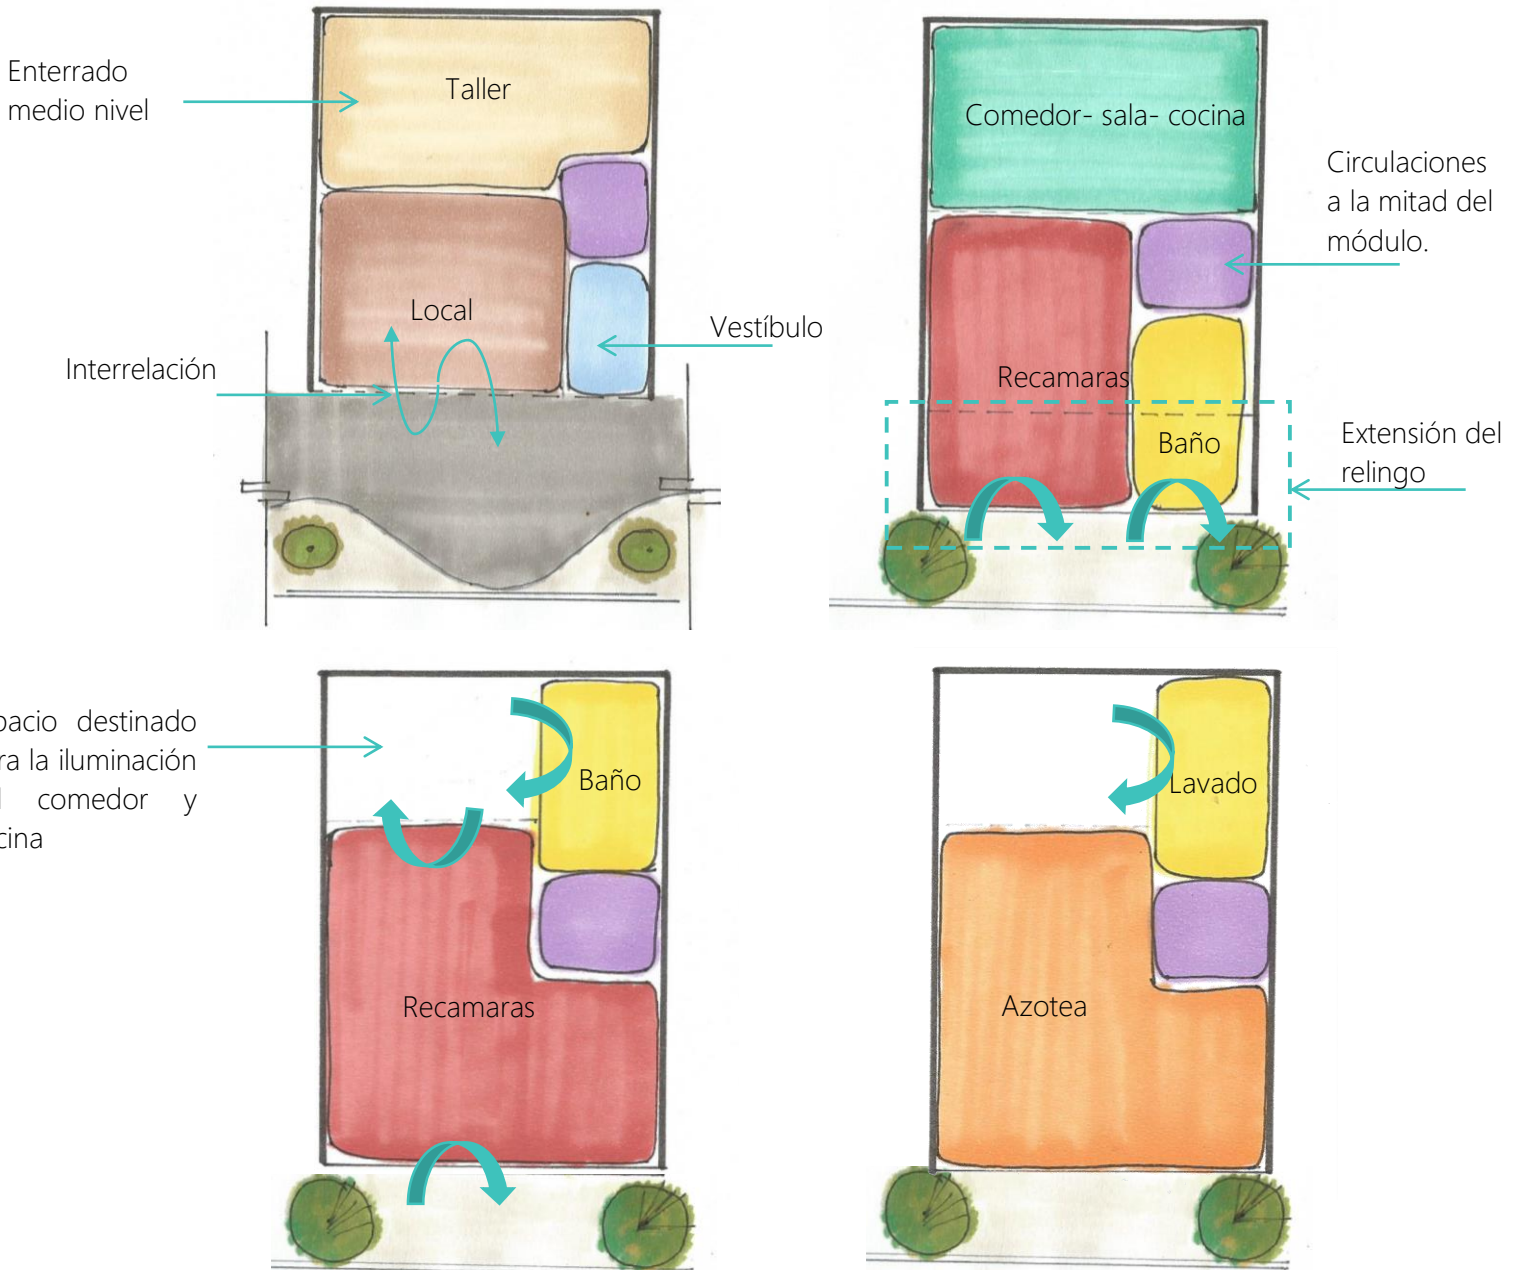 Enterrado
medio nivel
Taller
Local
Interrelación
Vestíbulo
Comedor- sala- cocina
Circulaciones
a la mitad del
módulo.
Recamaras
Baño
Extensión del
relingo
pacio destinado
ra la iluminación
l comedor y
cina
Baño
Recamaras
Lavado
Azotea